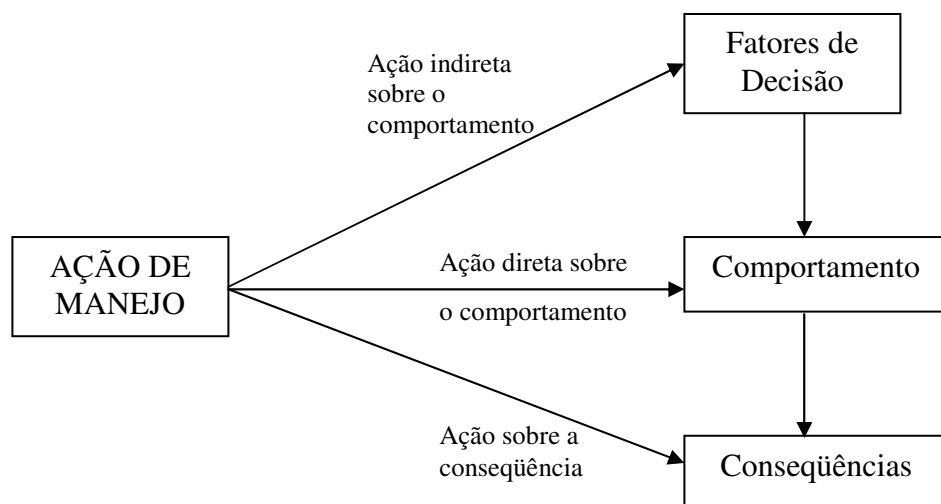 Fatores de
Decisão
Ação indireta
sobre o
comportamento
AÇÃO DE
MANEJO
Ação direta sobre
o comportamento
Comportamento
Ação sobre a
conseqüência
Conseqüências